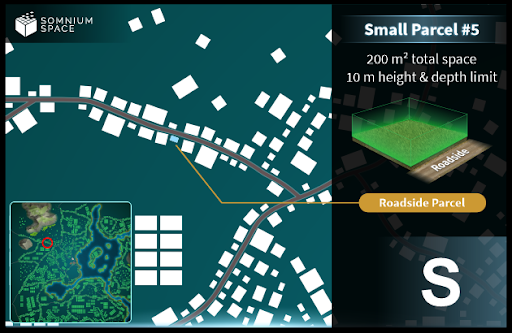 SOMNIUM
SPACE
Small Parcel #5
200 m² total space
10 m height & depth limit
Roadside
Roadside Parcel
S